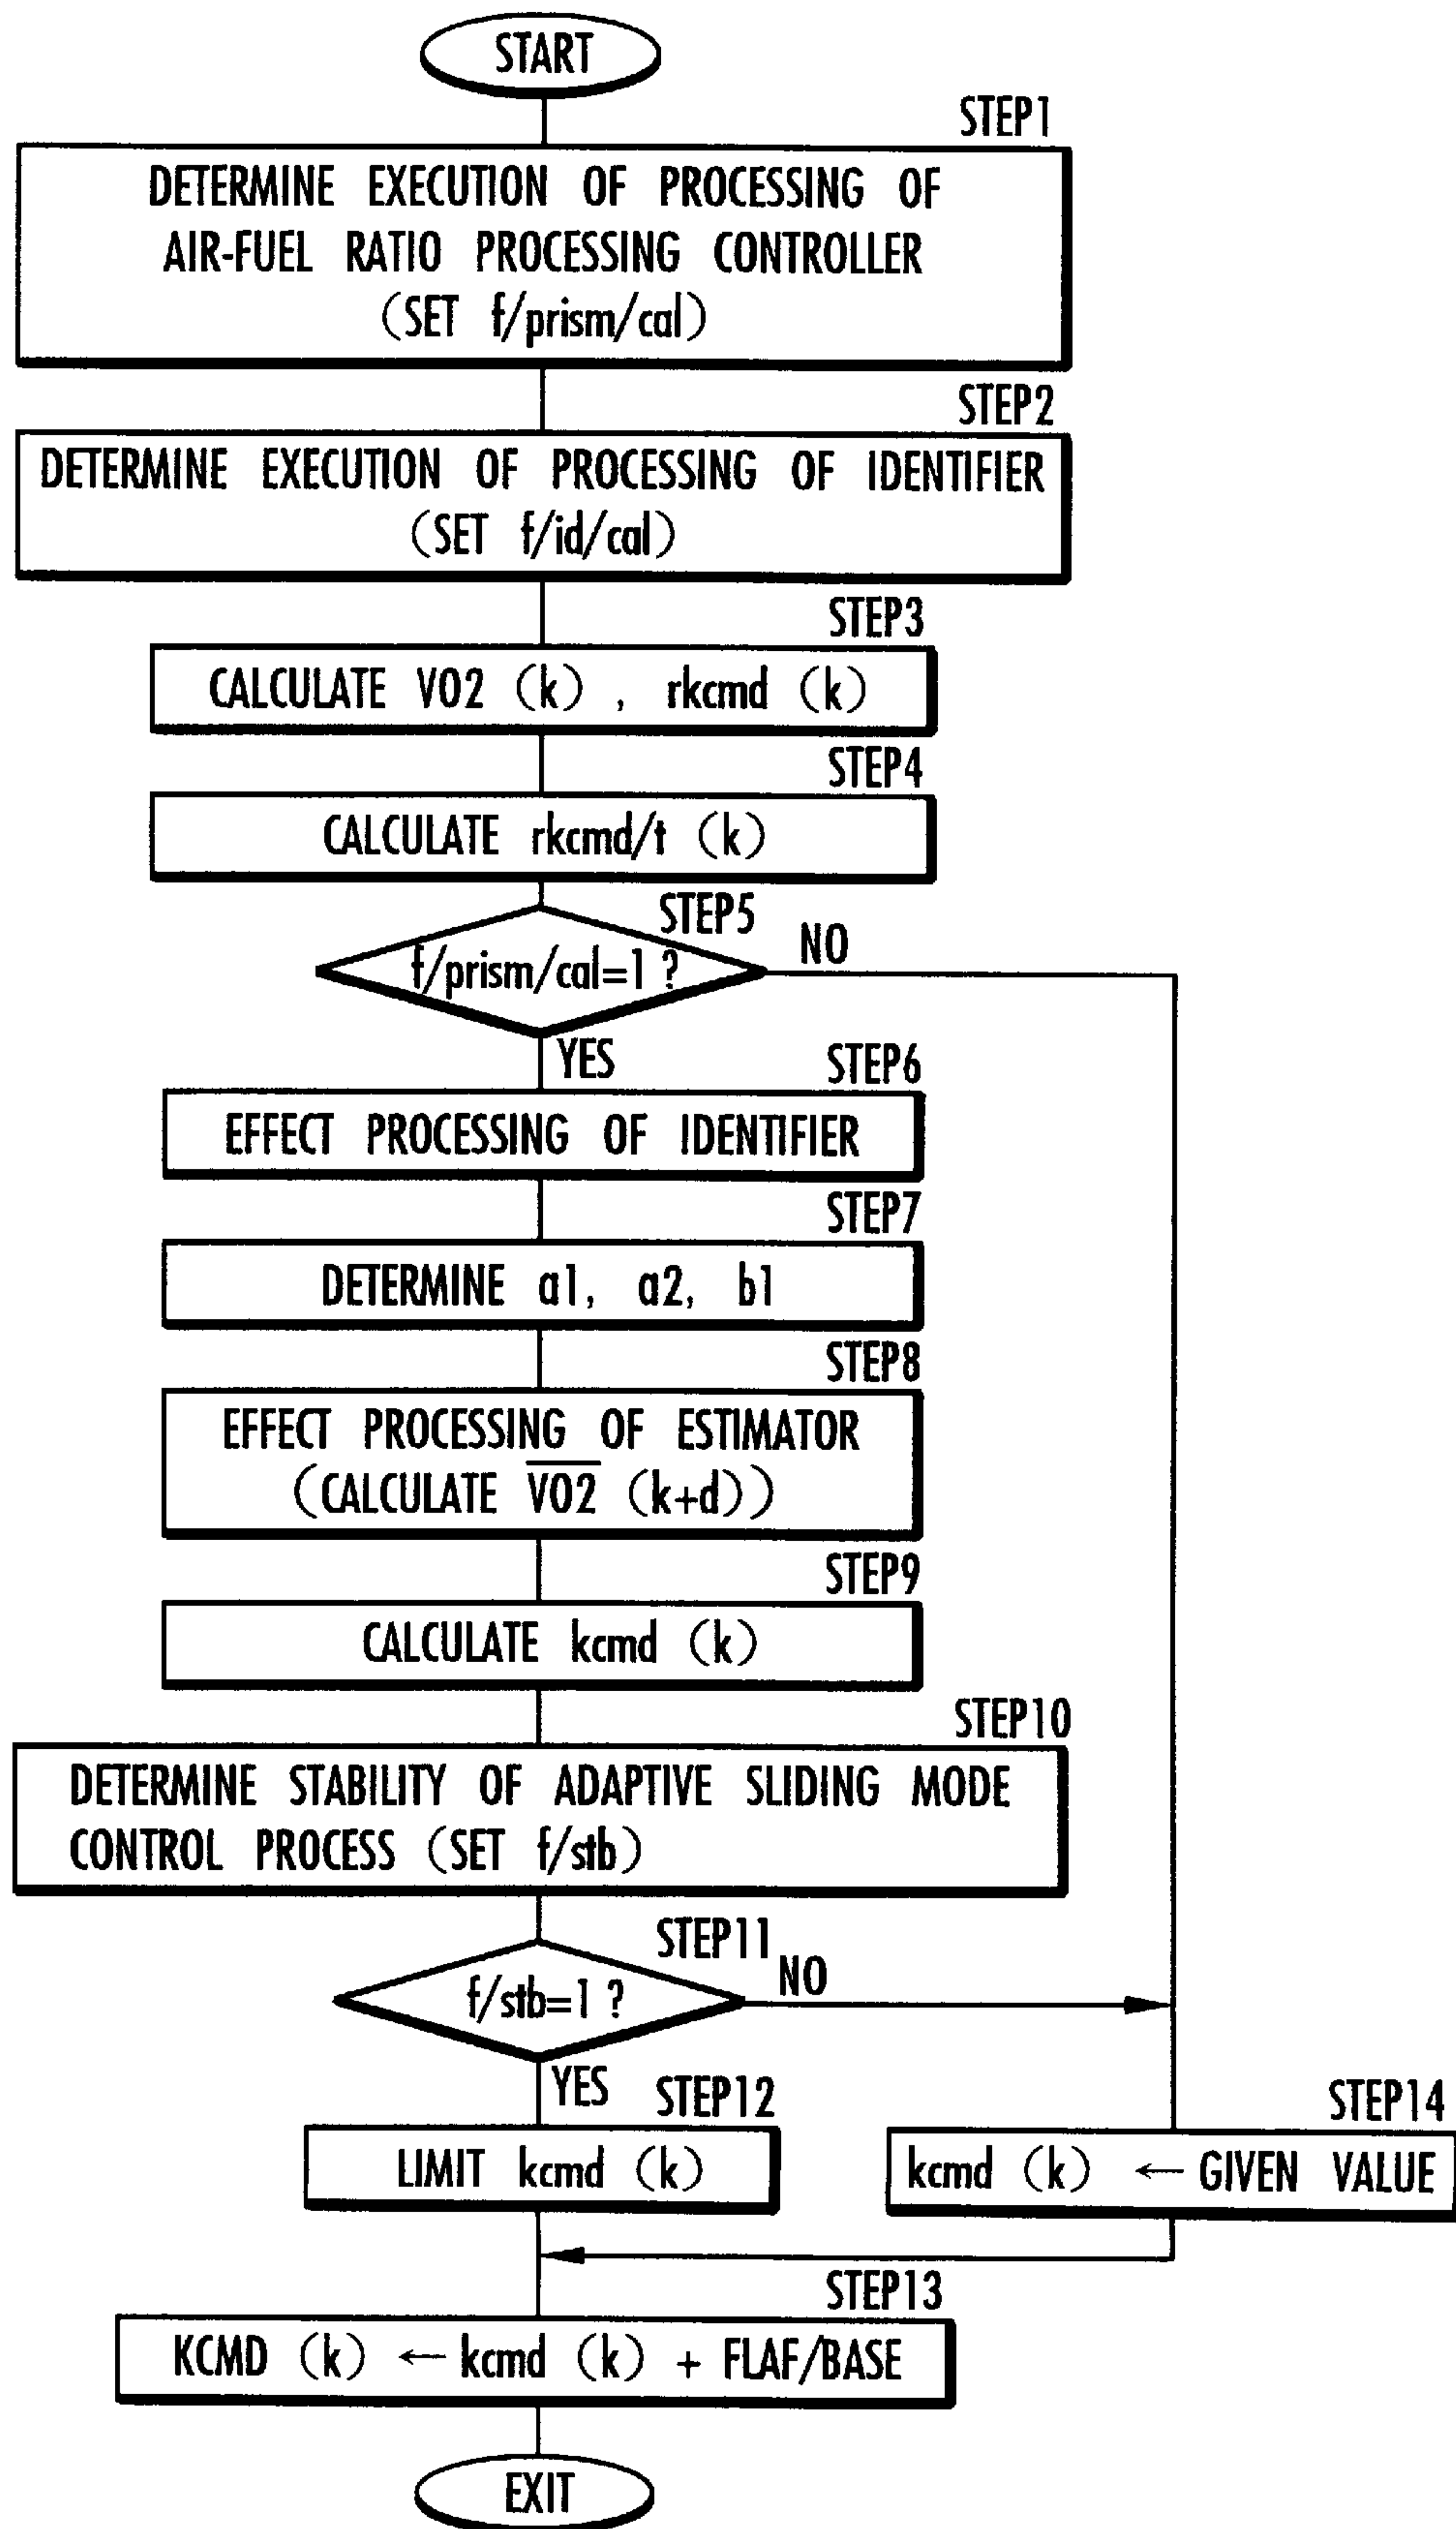 START
STEP1
DETERMINE EXECUTION OF PROCESSING OF
AIR-FUEL RATIO PROCESSING CONTROLLER
(SET f/prism/cal)
STEP2
DETERMINE EXECUTION OF PROCESSING OF IDENTIFIER
(SET f/id/cal)
STEP3
CALCULATE VO2 (k) , rkcmd (k)
STEP4
CALCULATE rkcmd/t (k)
STEP5
f/prism/cal=1 ?
NO
YES
STEP6
EFFECT PROCESSING OF IDENTIFIER
STEP7
DETERMINE a1, a2, b1
STEP8
EFFECT PROCESSING OF ESTIMATOR
(CALCULATE V̅O̅2̅ (k+d))
STEP9
CALCULATE kcmd (k)
STEP10
DETERMINE STABILITY OF ADAPTIVE SLIDING MODE
CONTROL PROCESS (SET f/stb)
STEP11
f/stb=1 ?
NO
YES
STEP12
LIMIT kcmd (k)
STEP14
kcmd (k) ← GIVEN VALUE
STEP13
KCMD (k) ← kcmd (k) + FLAF/BASE
EXIT